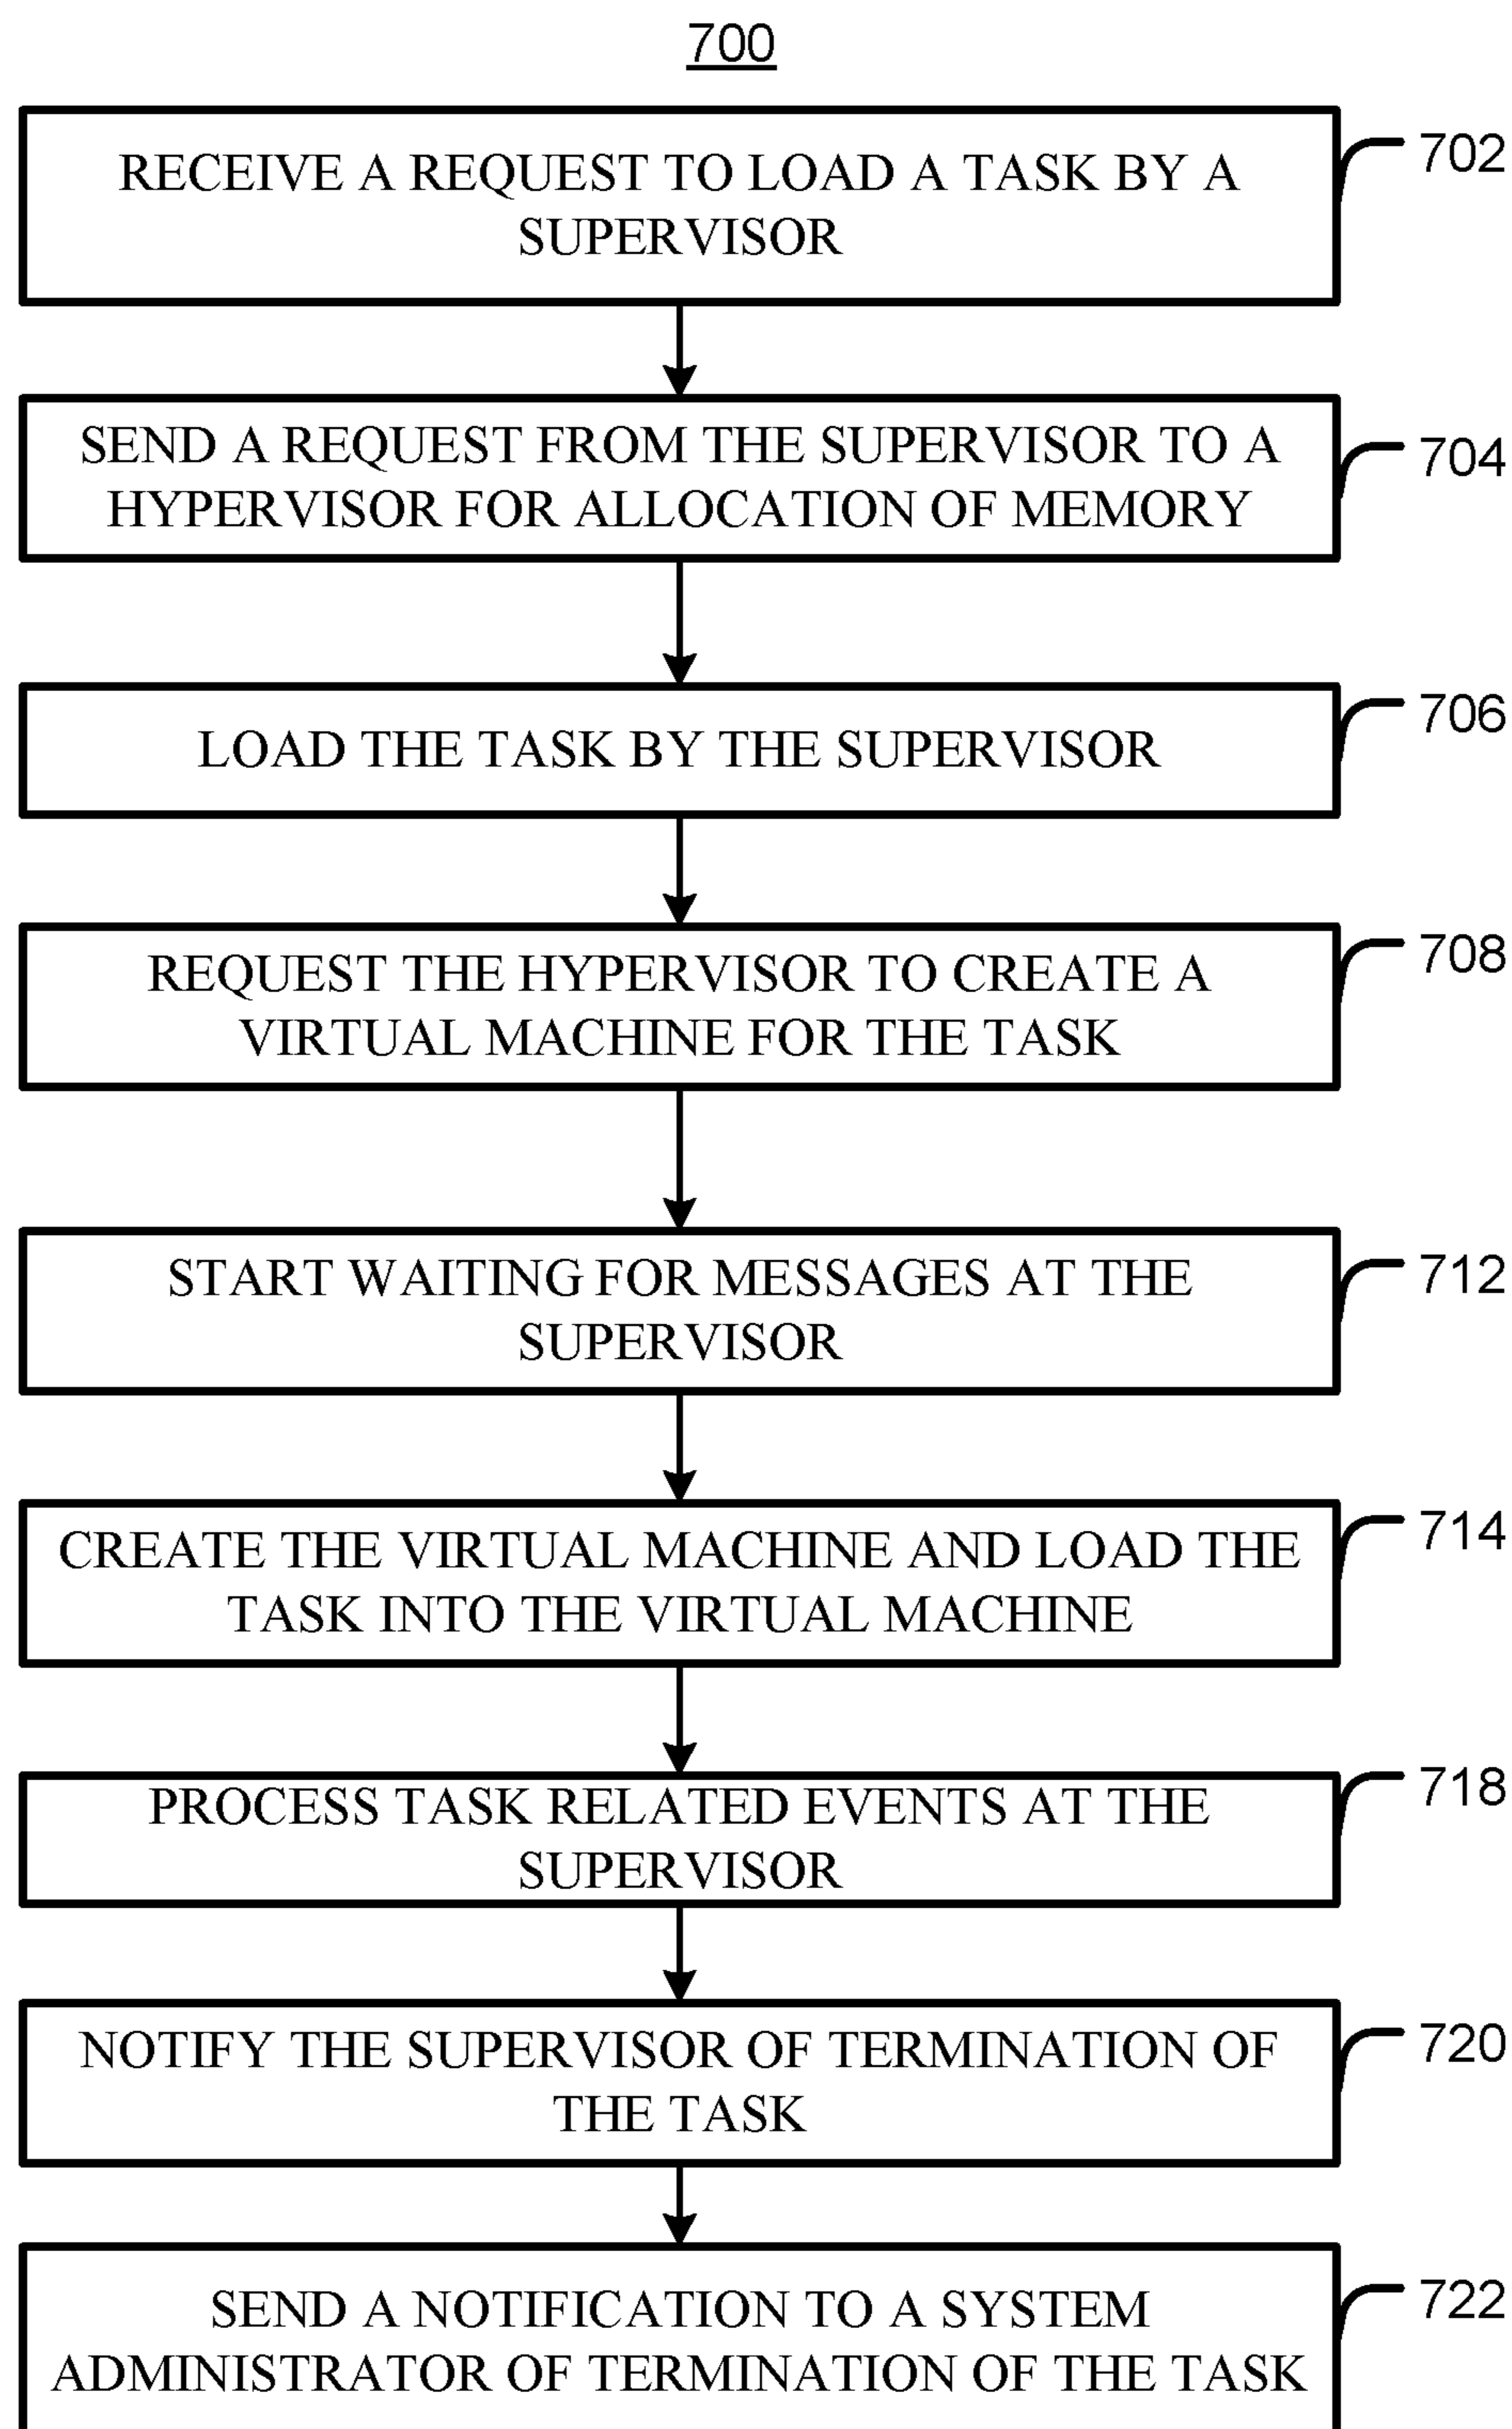 700
RECEIVE A REQUEST TO LOAD A TASK BY A
SUPERVISOR
702
SEND A REQUEST FROM THE SUPERVISOR TO A
HYPERVISOR FOR ALLOCATION OF MEMORY
704
LOAD THE TASK BY THE SUPERVISOR
706
REQUEST THE HYPERVISOR TO CREATE A
VIRTUAL MACHINE FOR THE TASK
708
START WAITING FOR MESSAGES AT THE
SUPERVISOR
712
CREATE THE VIRTUAL MACHINE AND LOAD THE
TASK INTO THE VIRTUAL MACHINE
714
PROCESS TASK RELATED EVENTS AT THE
SUPERVISOR
718
NOTIFY THE SUPERVISOR OF TERMINATION OF
THE TASK
720
SEND A NOTIFICATION TO A SYSTEM
ADMINISTRATOR OF TERMINATION OF THE TASK
722